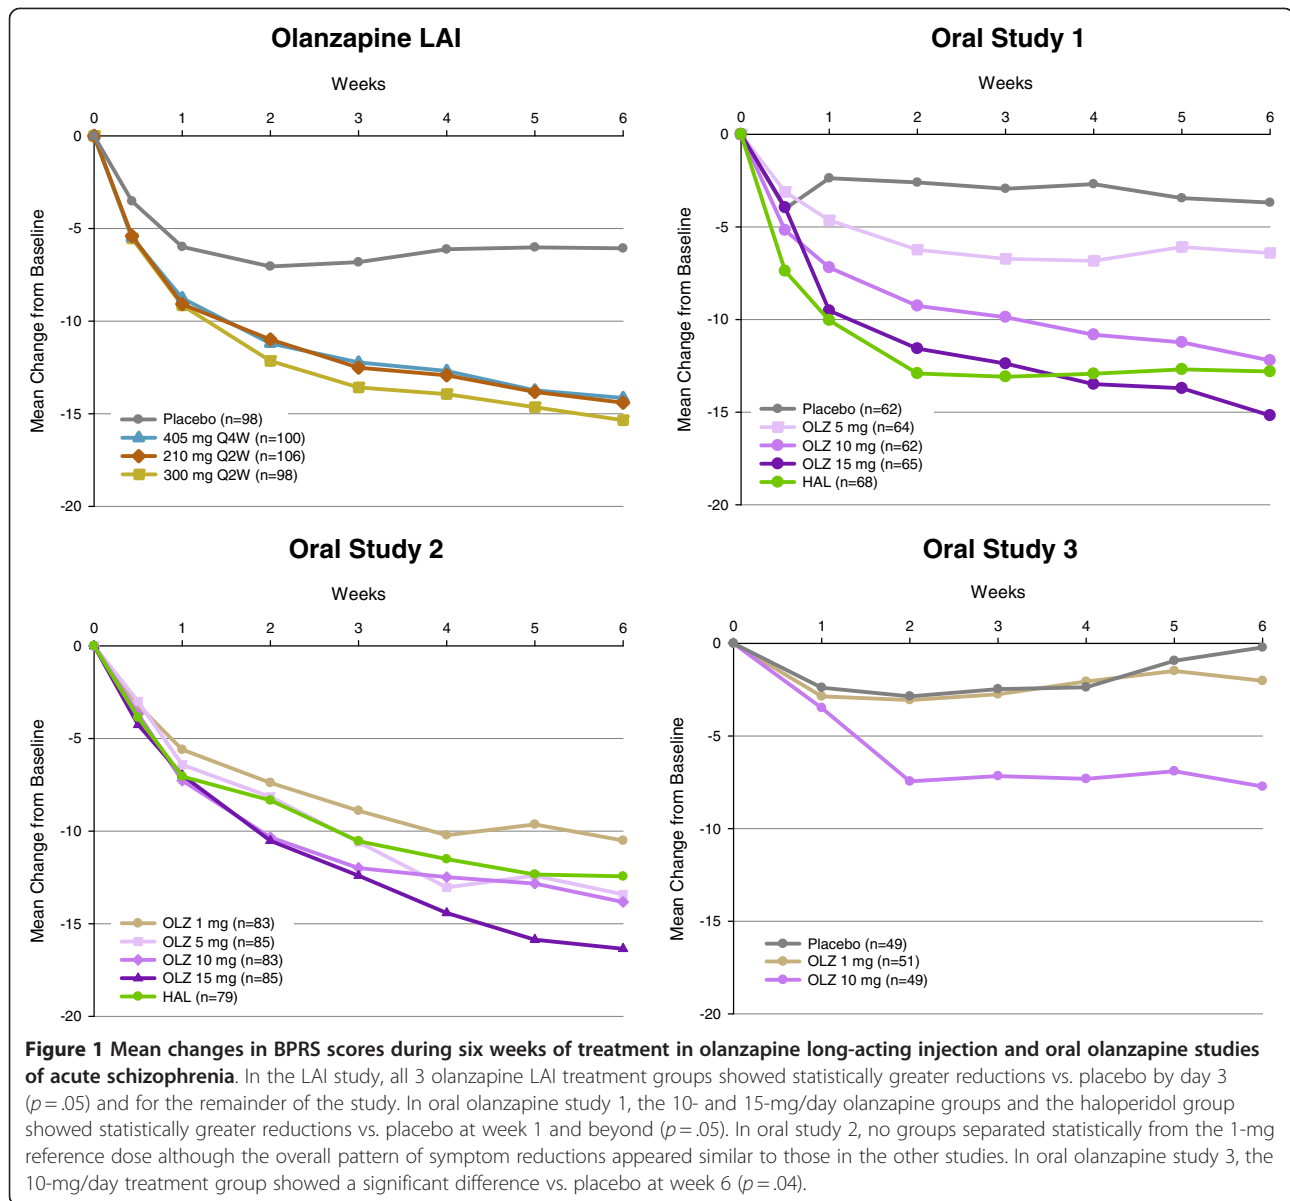 Olanzapine LAI
Weeks
0 1 2 3 4 5 6
0
-5
-10
-15
-20
Mean Change from Baseline
Placebo (n=98)
405 mg Q4W (n=100)
210 mg Q2W (n=106)
300 mg Q2W (n=98)
Oral Study 1
Weeks
0 1 2 3 4 5 6
0
-5
-10
-15
-20
Mean Change from Baseline
Placebo (n=62)
OLZ 5 mg (n=64)
OLZ 10 mg (n=62)
OLZ 15 mg (n=65)
HAL (n=68)
Oral Study 2
Weeks
0 1 2 3 4 5 6
0
-5
-10
-15
-20
Mean Change from Baseline
OLZ 1 mg (n=83)
OLZ 5 mg (n=85)
OLZ 10 mg (n=83)
OLZ 15 mg (n=85)
HAL (n=79)
Oral Study 3
Weeks
0 1 2 3 4 5 6
0
-5
-10
-15
-20
Mean Change from Baseline
Placebo (n=49)
OLZ 1 mg (n=51)
OLZ 10 mg (n=49)
Figure 1 Mean changes in BPRS scores during six weeks of treatment in olanzapine long-acting injection and oral olanzapine studies
of acute schizophrenia. In the LAI study, all 3 olanzapine LAI treatment groups showed statistically greater reductions vs. placebo by day 3
(p = .05) and for the remainder of the study. In oral olanzapine study 1, the 10- and 15-mg/day olanzapine groups and the haloperidol group
showed statistically greater reductions vs. placebo at week 1 and beyond (p = .05). In oral study 2, no groups separated statistically from the 1-mg
reference dose although the overall pattern of symptom reductions appeared similar to those in the other studies. In oral olanzapine study 3, the
10-mg/day treatment group showed a significant difference vs. placebo at week 6 (p = .04).